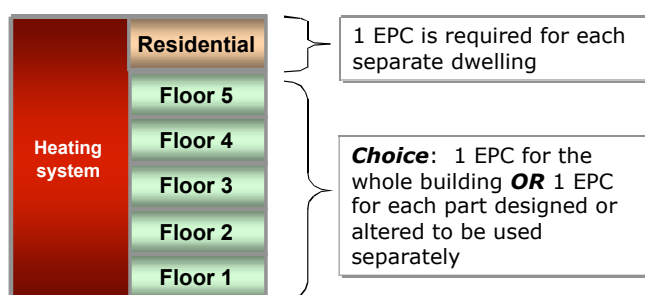 Residential
Floor 5
Floor 4
Floor 3
Floor 2
Floor 1
Heating
system
1 EPC is required for each
separate dwelling
Choice: 1 EPC for the
whole building OR 1 EPC
for each part designed or
altered to be used
separately